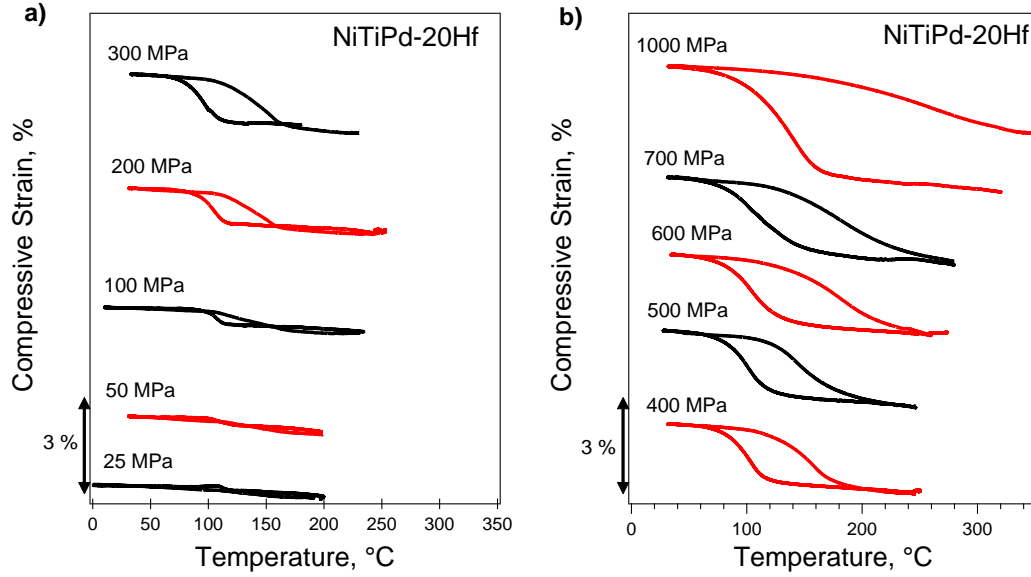 a)
NiTiPd-20Hf
300 MPa
200 MPa
100 MPa
50 MPa
25 MPa
3 %
Compressive Strain, %
0 50 100 150 200 250 300 350
Temperature, °C
b)
NiTiPd-20Hf
1000 MPa
700 MPa
600 MPa
500 MPa
400 MPa
3 %
Compressive Strain, %
0 100 200 300
Temperature, °C